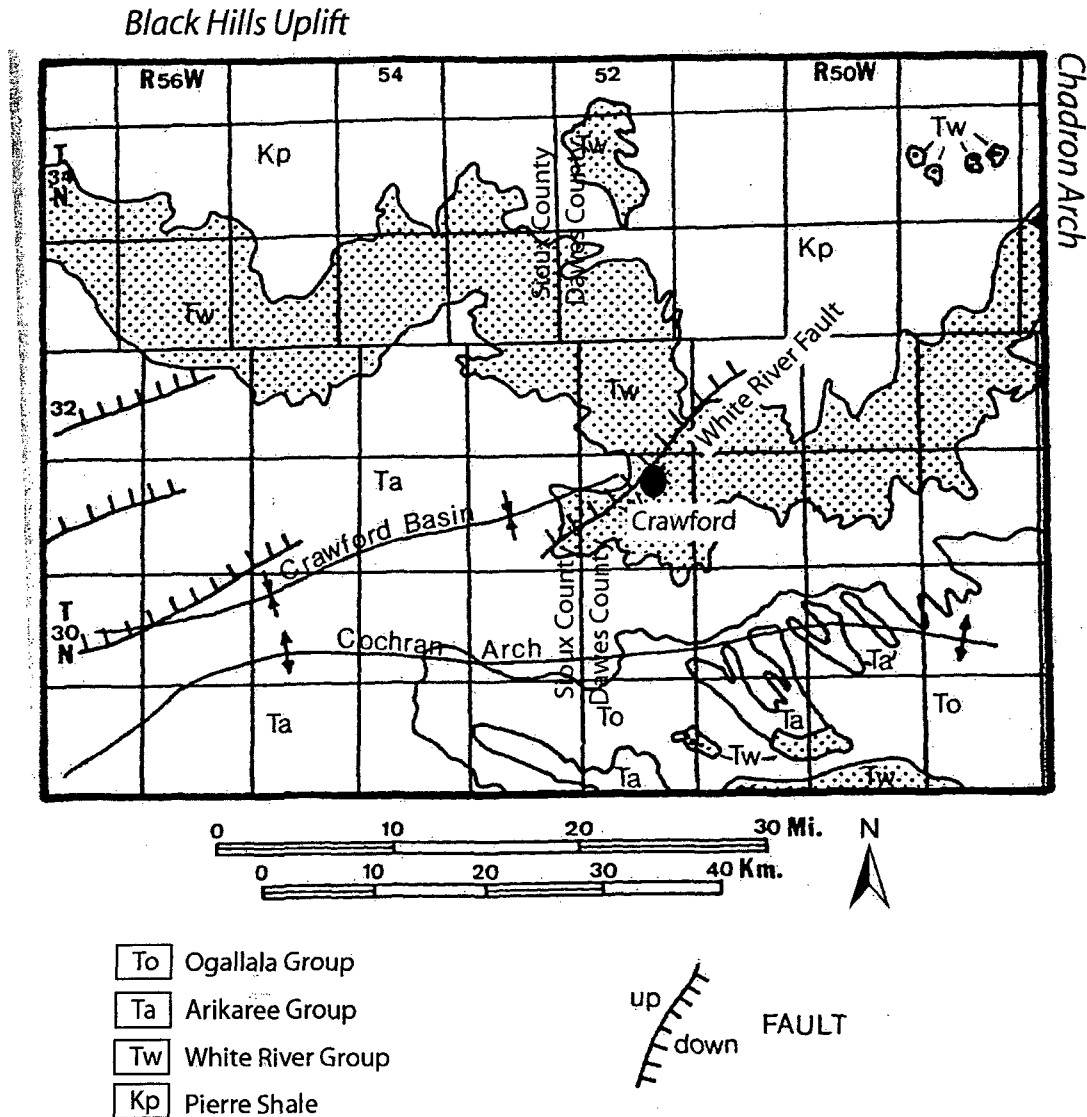 Black Hills Uplift
R56W 54 52 R50W
Chadron Arch
T
34
N
Kp
Tw
Tw
Sioux County
Dawes County
Kp
Tw
White River Fault
32
Tw
Ta
Crawford Basin
Crawford
T
30
N
Cochran Arch
Sioux County
Dawes County
Ta
Ta
To
Ta
To
Tw
Ta
Tw
0 10 20 30 Mi.
0 10 20 30 40 Km.
N
To Ogallala Group
Ta Arikaree Group
Tw White River Group
Kp Pierre Shale
up
down
FAULT